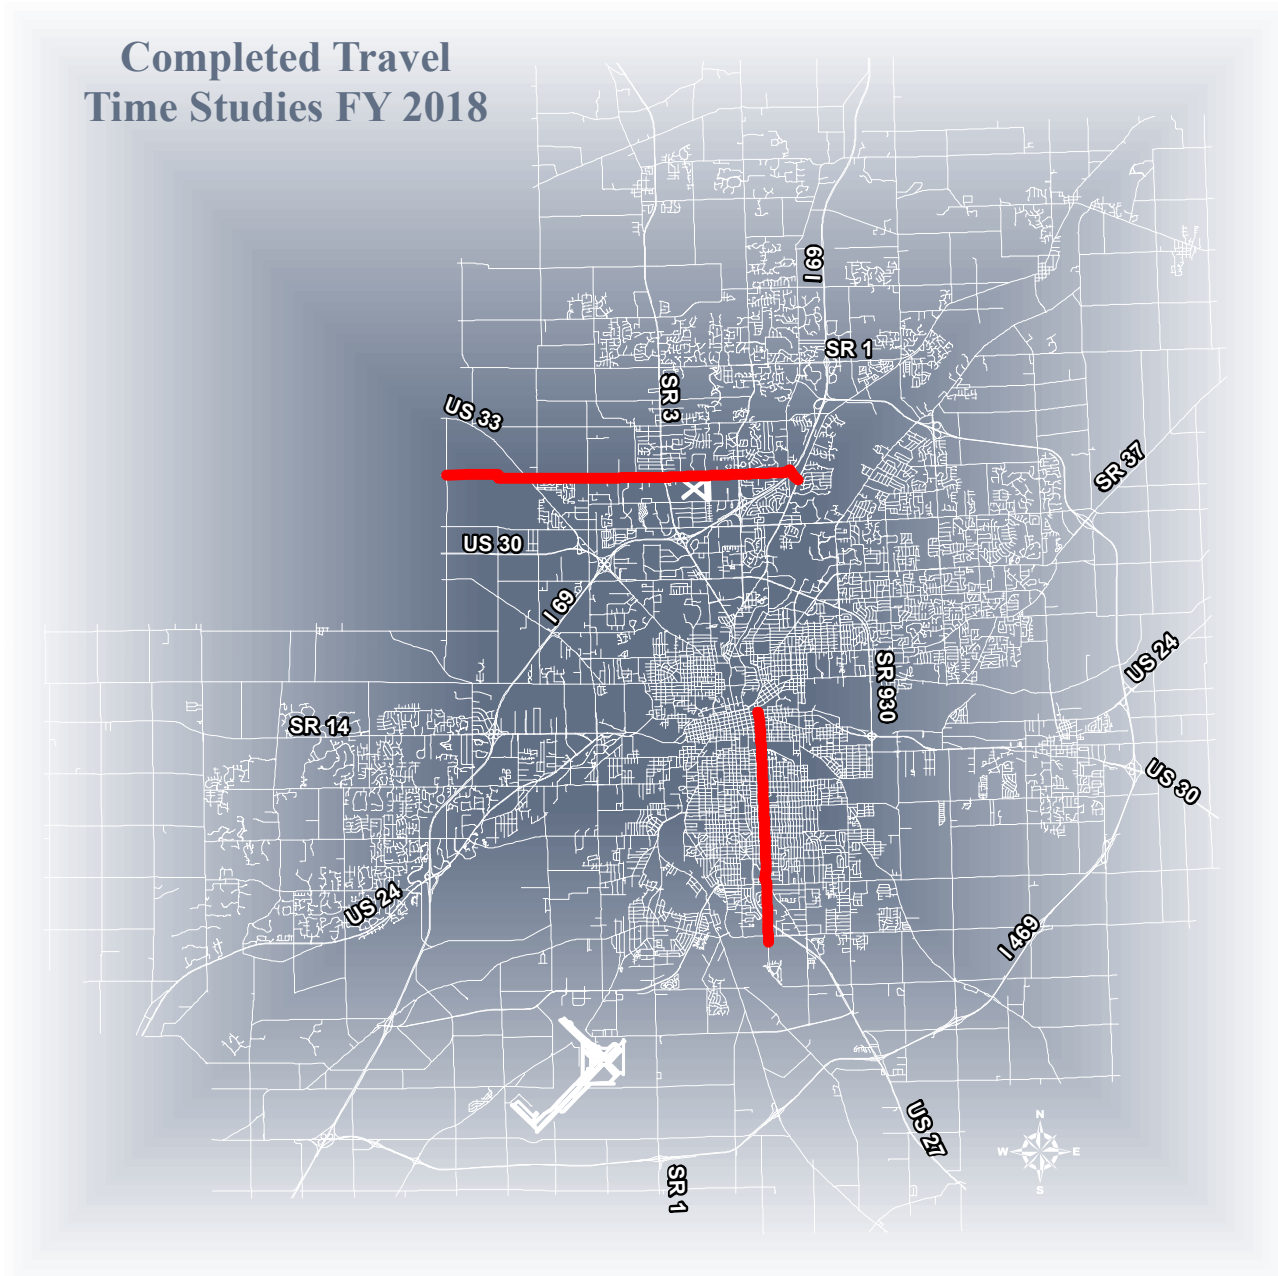 Completed Travel
Time Studies FY 2018
I 69
SR 1
SR 3
US 33
SR 37
US 30
I 69
US 24
SR 930
SR 14
US 30
US 24
I 469
US 27
N
W E
S
SR 1